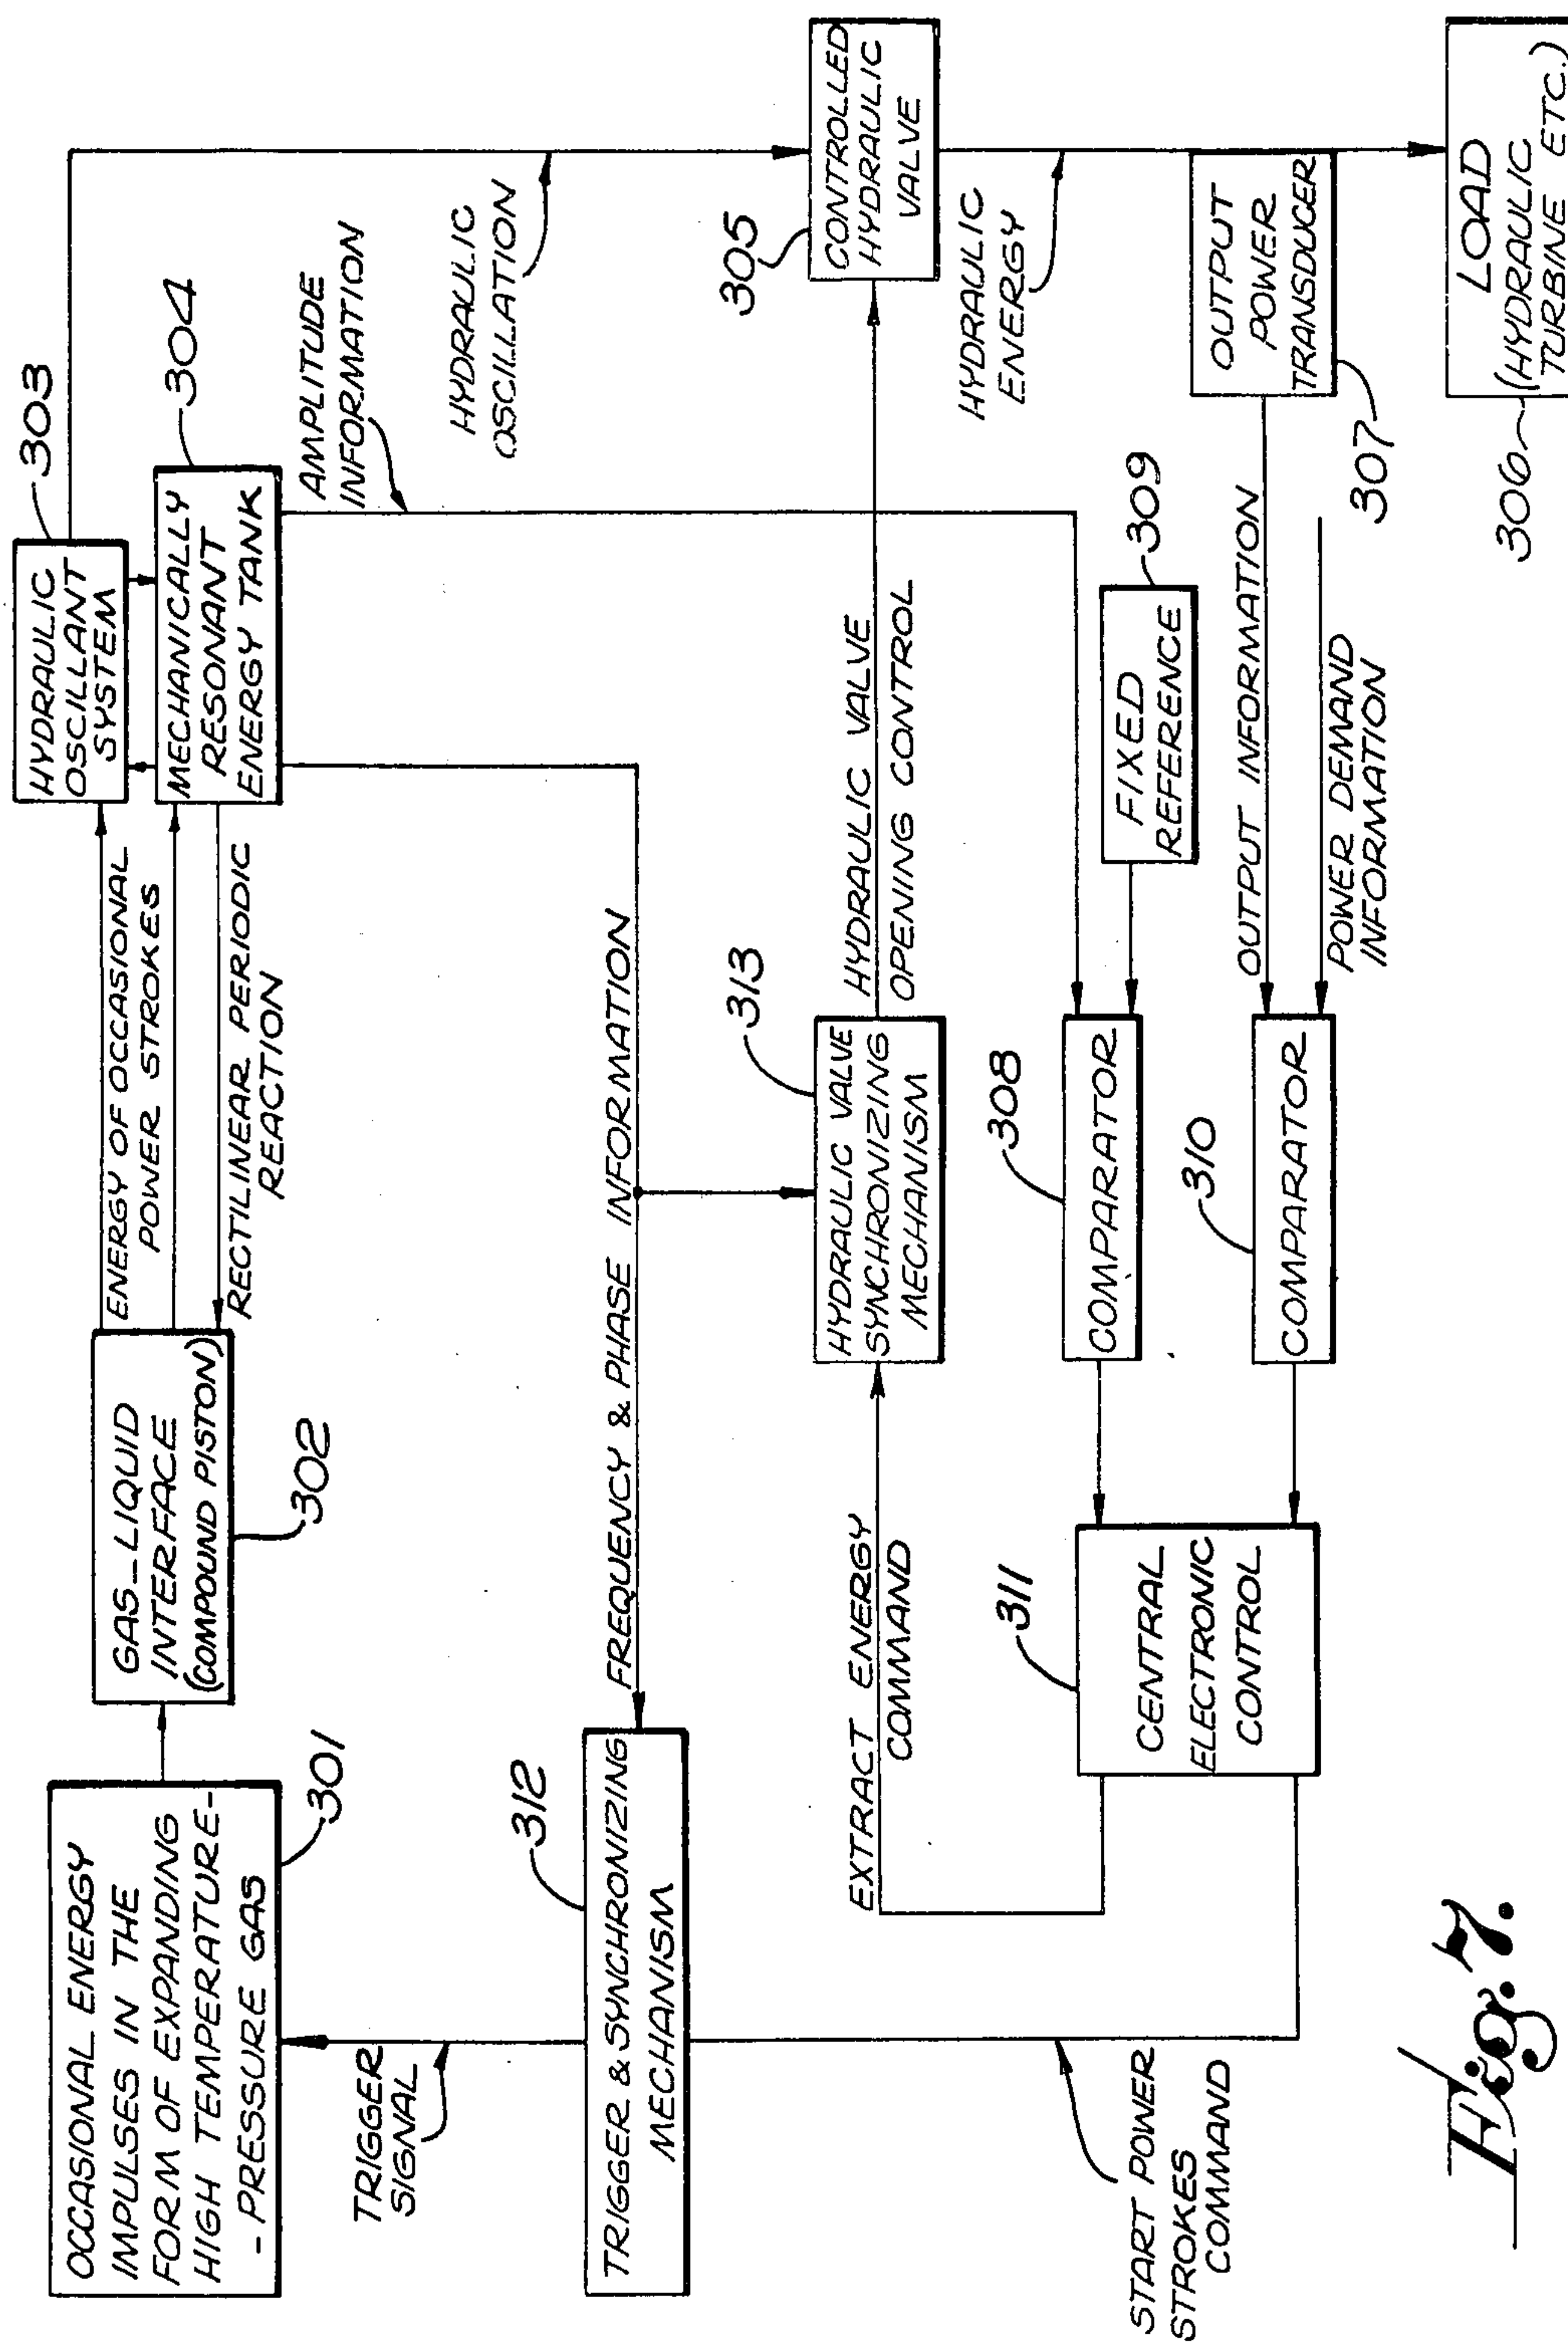 OCCASIONAL ENERGY
IMPULSES IN THE
FORM OF EXPANDING
HIGH TEMPERATURE-
- PRESSURE GAS
301
GAS-LIQUID
INTERFACE
(COMPOUND PISTON)
302
ENERGY OF OCCASIONAL
POWER STROKES
RECTILINEAR PERIODIC
REACTION
HYDRAULIC
OSCILLANT
SYSTEM
303
MECHANICALLY
RESONANT
ENERGY TANK
304
AMPLITUDE
INFORMATION
HYDRAULIC
OSCILLATION
TRIGGER
SIGNAL
TRIGGER & SYNCHRONIZING
MECHANISM
312
FREQUENCY & PHASE INFORMATION
EXTRACT ENERGY
COMMAND
HYDRAULIC VALVE
SYNCHRONIZING
MECHANISM
313
HYDRAULIC VALVE
OPENING CONTROL
305
CONTROLLED
HYDRAULIC
VALVE
HYDRAULIC
ENERGY
START POWER
STROKES
COMMAND
311
CENTRAL
ELECTRONIC
CONTROL
308
COMPARATOR
310
COMPARATOR
FIXED
REFERENCE
309
OUTPUT INFORMATION
POWER DEMAND
INFORMATION
OUTPUT
POWER
TRANSDUCER
307
LOAD
(HYDRAULIC
TURBINE ETC.)
306
Fig. 7.